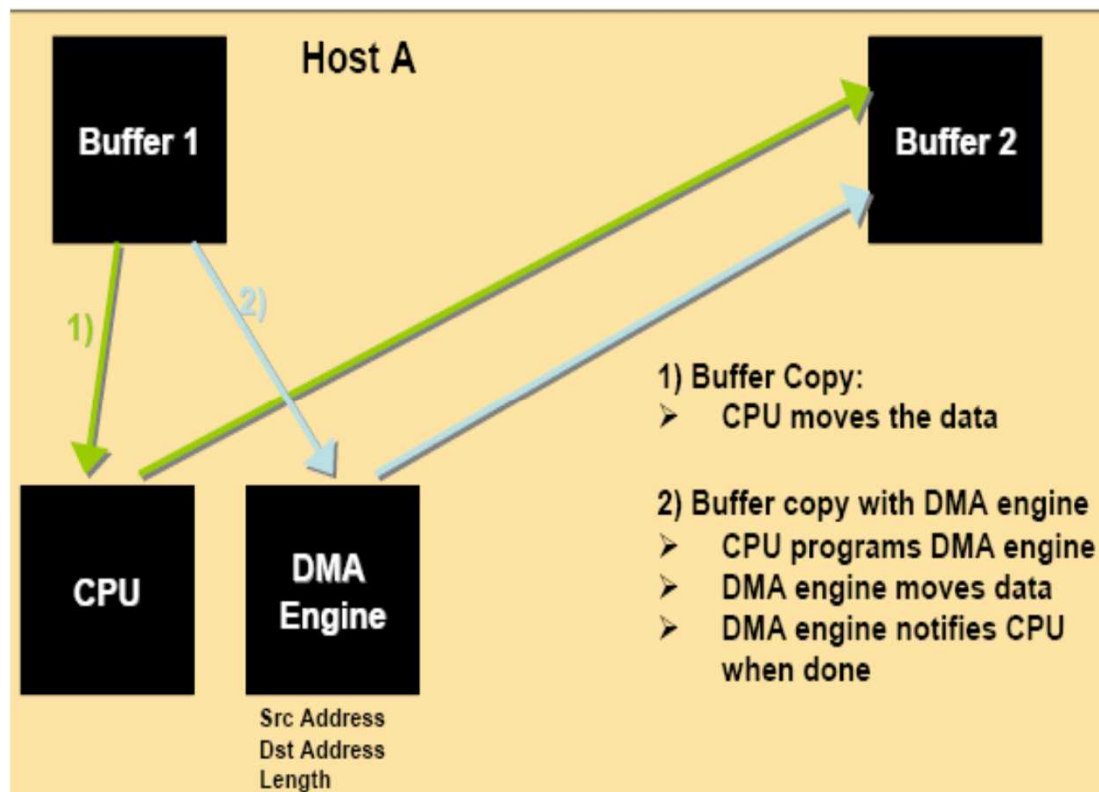 Host A
Buffer 1
Buffer 2
1)
2)
1) Buffer Copy:
➢ CPU moves the data
2) Buffer copy with DMA engine
➢ CPU programs DMA engine
➢ DMA engine moves data
➢ DMA engine notifies CPU
when done
CPU
DMA
Engine
Src Address
Dst Address
Length